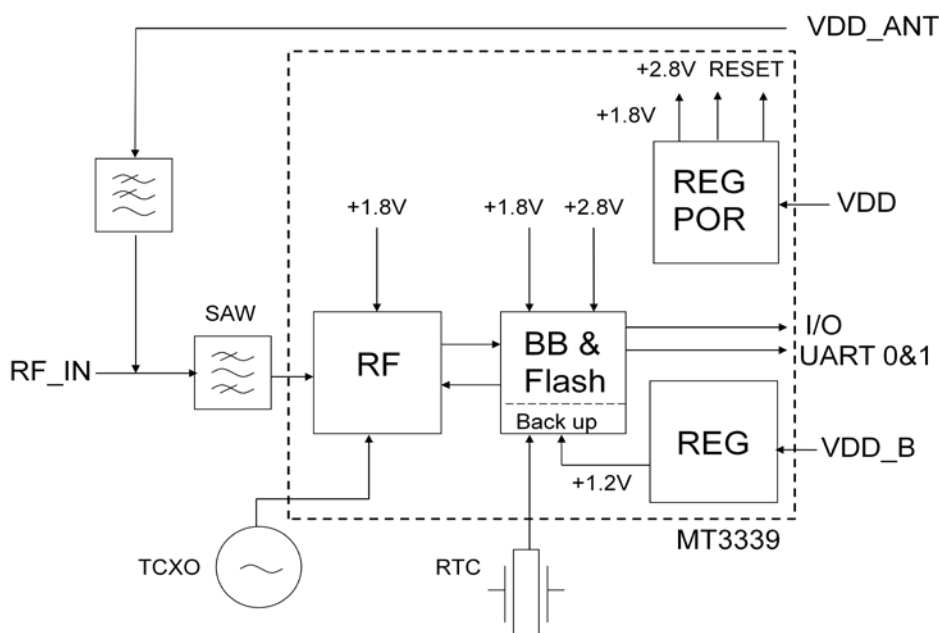 VDD_ANT
+2.8V RESET
+1.8V
REG
POR
VDD
+1.8V
+1.8V
+2.8V
SAW
RF_IN
RF
BB &
Flash
Back up
I/O
UART 0&1
REG
VDD_B
+1.2V
MT3339
TCXO
RTC